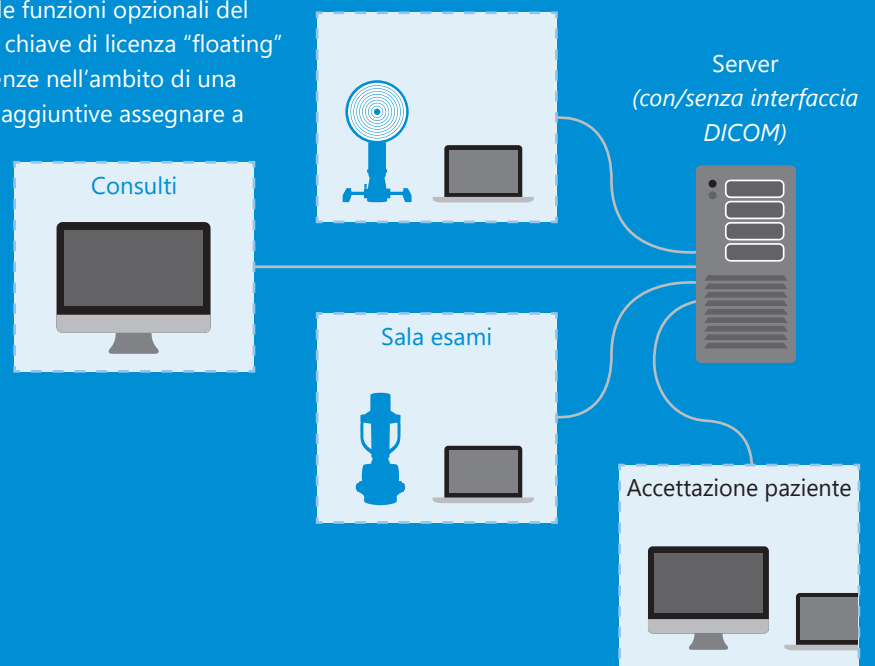 le funzioni opzionali del
chiave di licenza “floating”
enze nell'ambito di una
aggiuntive assegnare a
Server
(con/senza interfaccia
DICOM)
Consulti
Sala esami
Accettazione paziente